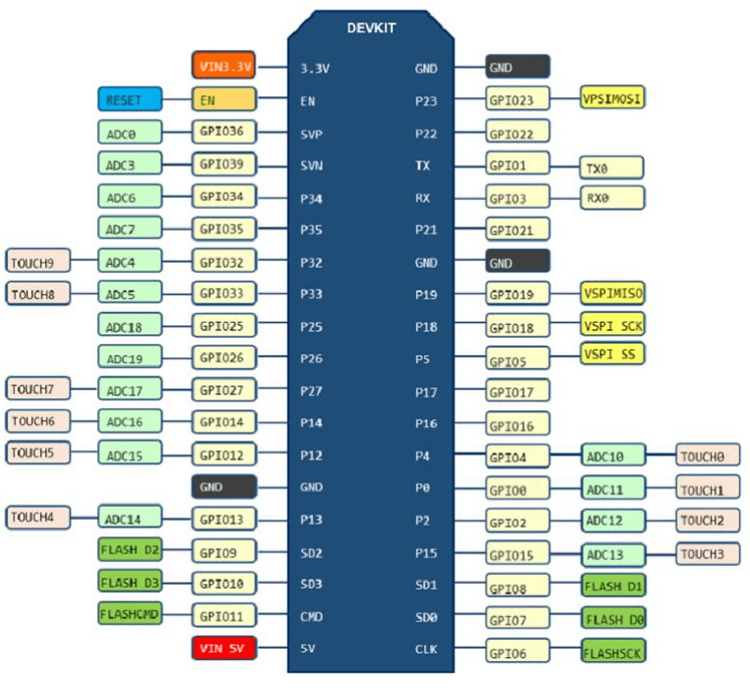 DEVKIT
VIN3.3V 3.3V GND GND
RESET EN EN P23 GPIO23 VPSIMOSI
ADC0 GPIO36 SVP P22 GPIO22
ADC3 GPIO39 SVN TX GPIO1 TX0
ADC6 GPIO34 P34 RX GPIO3 RX0
ADC7 GPIO35 P35 P21 GPIO21
TOUCH9 ADC4 GPIO32 P32 GND GND
TOUCH8 ADC5 GPIO33 P33 P19 GPIO19 VSPIMISO
ADC18 GPIO25 P25 P18 GPIO18 VSPI SCK
ADC19 GPIO26 P26 P5 GPIO5 VSPI SS
TOUCH7 ADC17 GPIO27 P27 P17 GPIO17
TOUCH6 ADC16 GPIO14 P14 P16 GPIO16
TOUCH5 ADC15 GPIO12 P12 P4 GPIO4 ADC10 TOUCH0
GND GND P0 GPIO0 ADC11 TOUCH1
TOUCH4 ADC14 GPIO13 P13 P2 GPIO2 ADC12 TOUCH2
FLASH D2 GPIO9 SD2 P15 GPIO15 ADC13 TOUCH3
FLASH D3 GPIO10 SD3 SD1 GPIO8 FLASH D1
FLASHCMD GPIO11 CMD SD0 GPIO7 FLASH D0
VIN 5V 5V CLK GPIO6 FLASHSCK